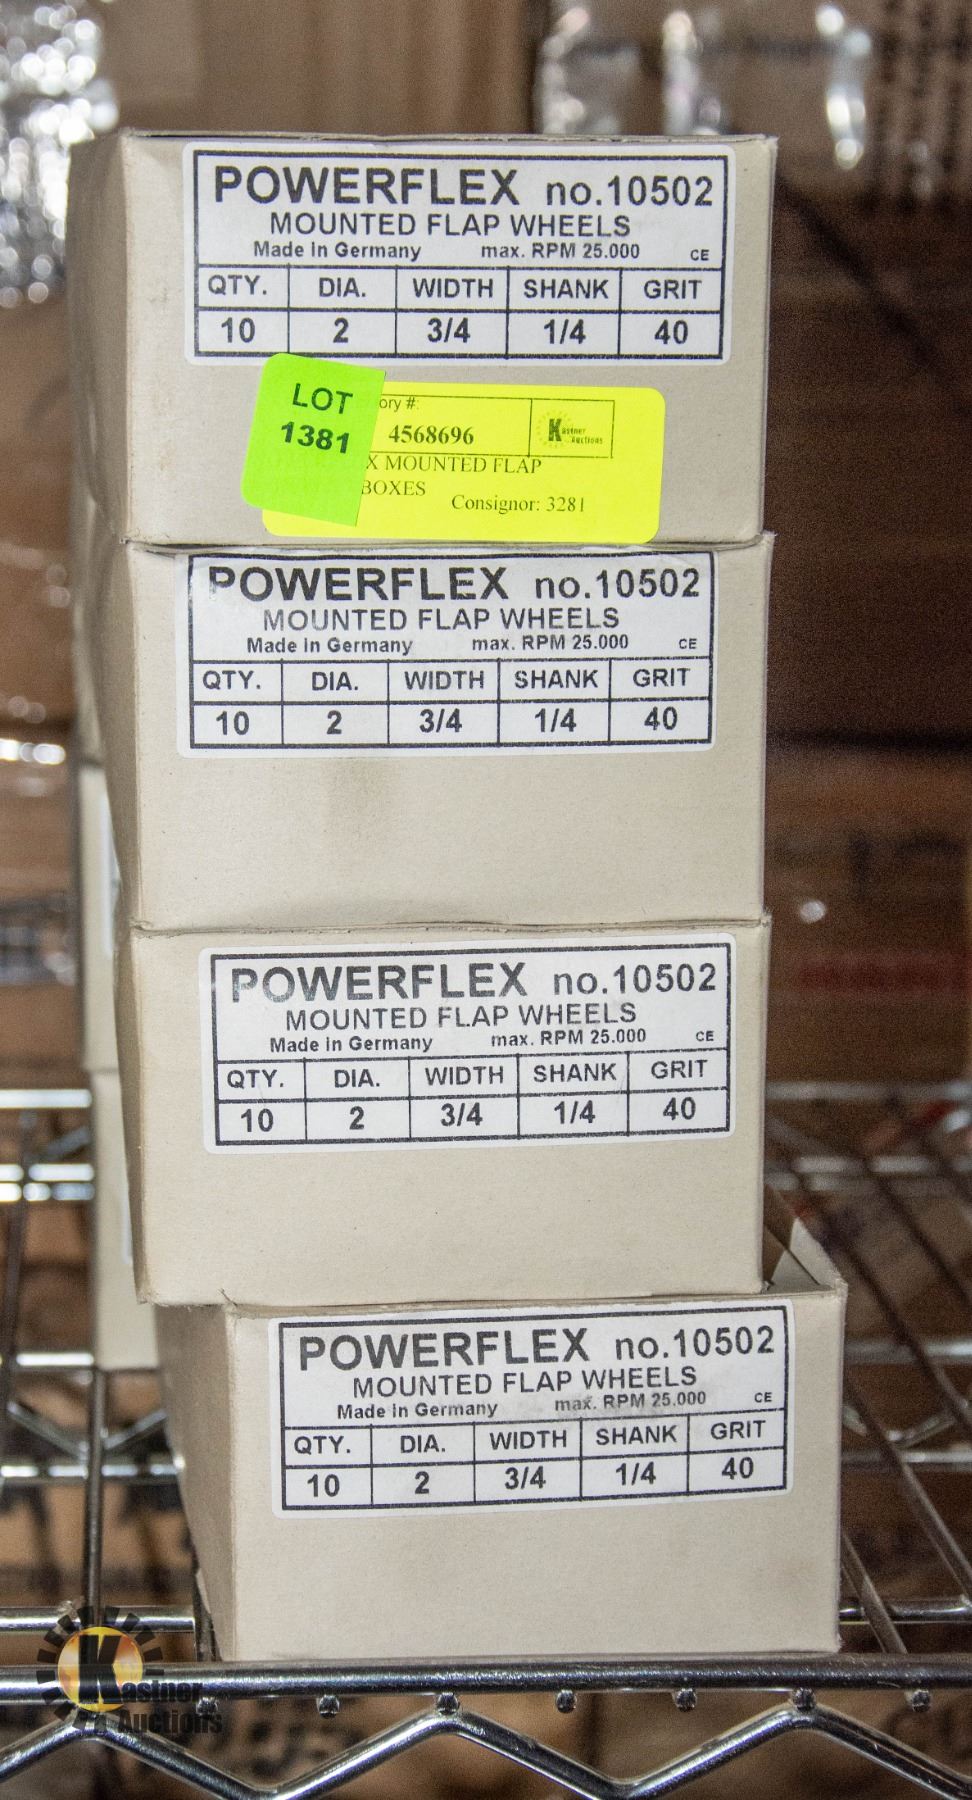 POWERFLEX no.10502
MOUNTED FLAP WHEELS
Made in Germany max. RPM 25.000 CE
QTY. DIA. WIDTH SHANK GRIT
10 2 3/4 1/4 40
LOT
1381
ory #:
4568696
Kastner
Auctions
X MOUNTED FLAP
BOXES
Consignor: 3281
POWERFLEX no.10502
MOUNTED FLAP WHEELS
Made in Germany max. RPM 25.000 CE
QTY. DIA. WIDTH SHANK GRIT
10 2 3/4 1/4 40
POWERFLEX no.10502
MOUNTED FLAP WHEELS
Made in Germany max. RPM 25.000 CE
QTY. DIA. WIDTH SHANK GRIT
10 2 3/4 1/4 40
POWERFLEX no.10502
MOUNTED FLAP WHEELS
Made in Germany max. RPM 25.000 CE
QTY. DIA. WIDTH SHANK GRIT
10 2 3/4 1/4 40
Kastner
Auctions